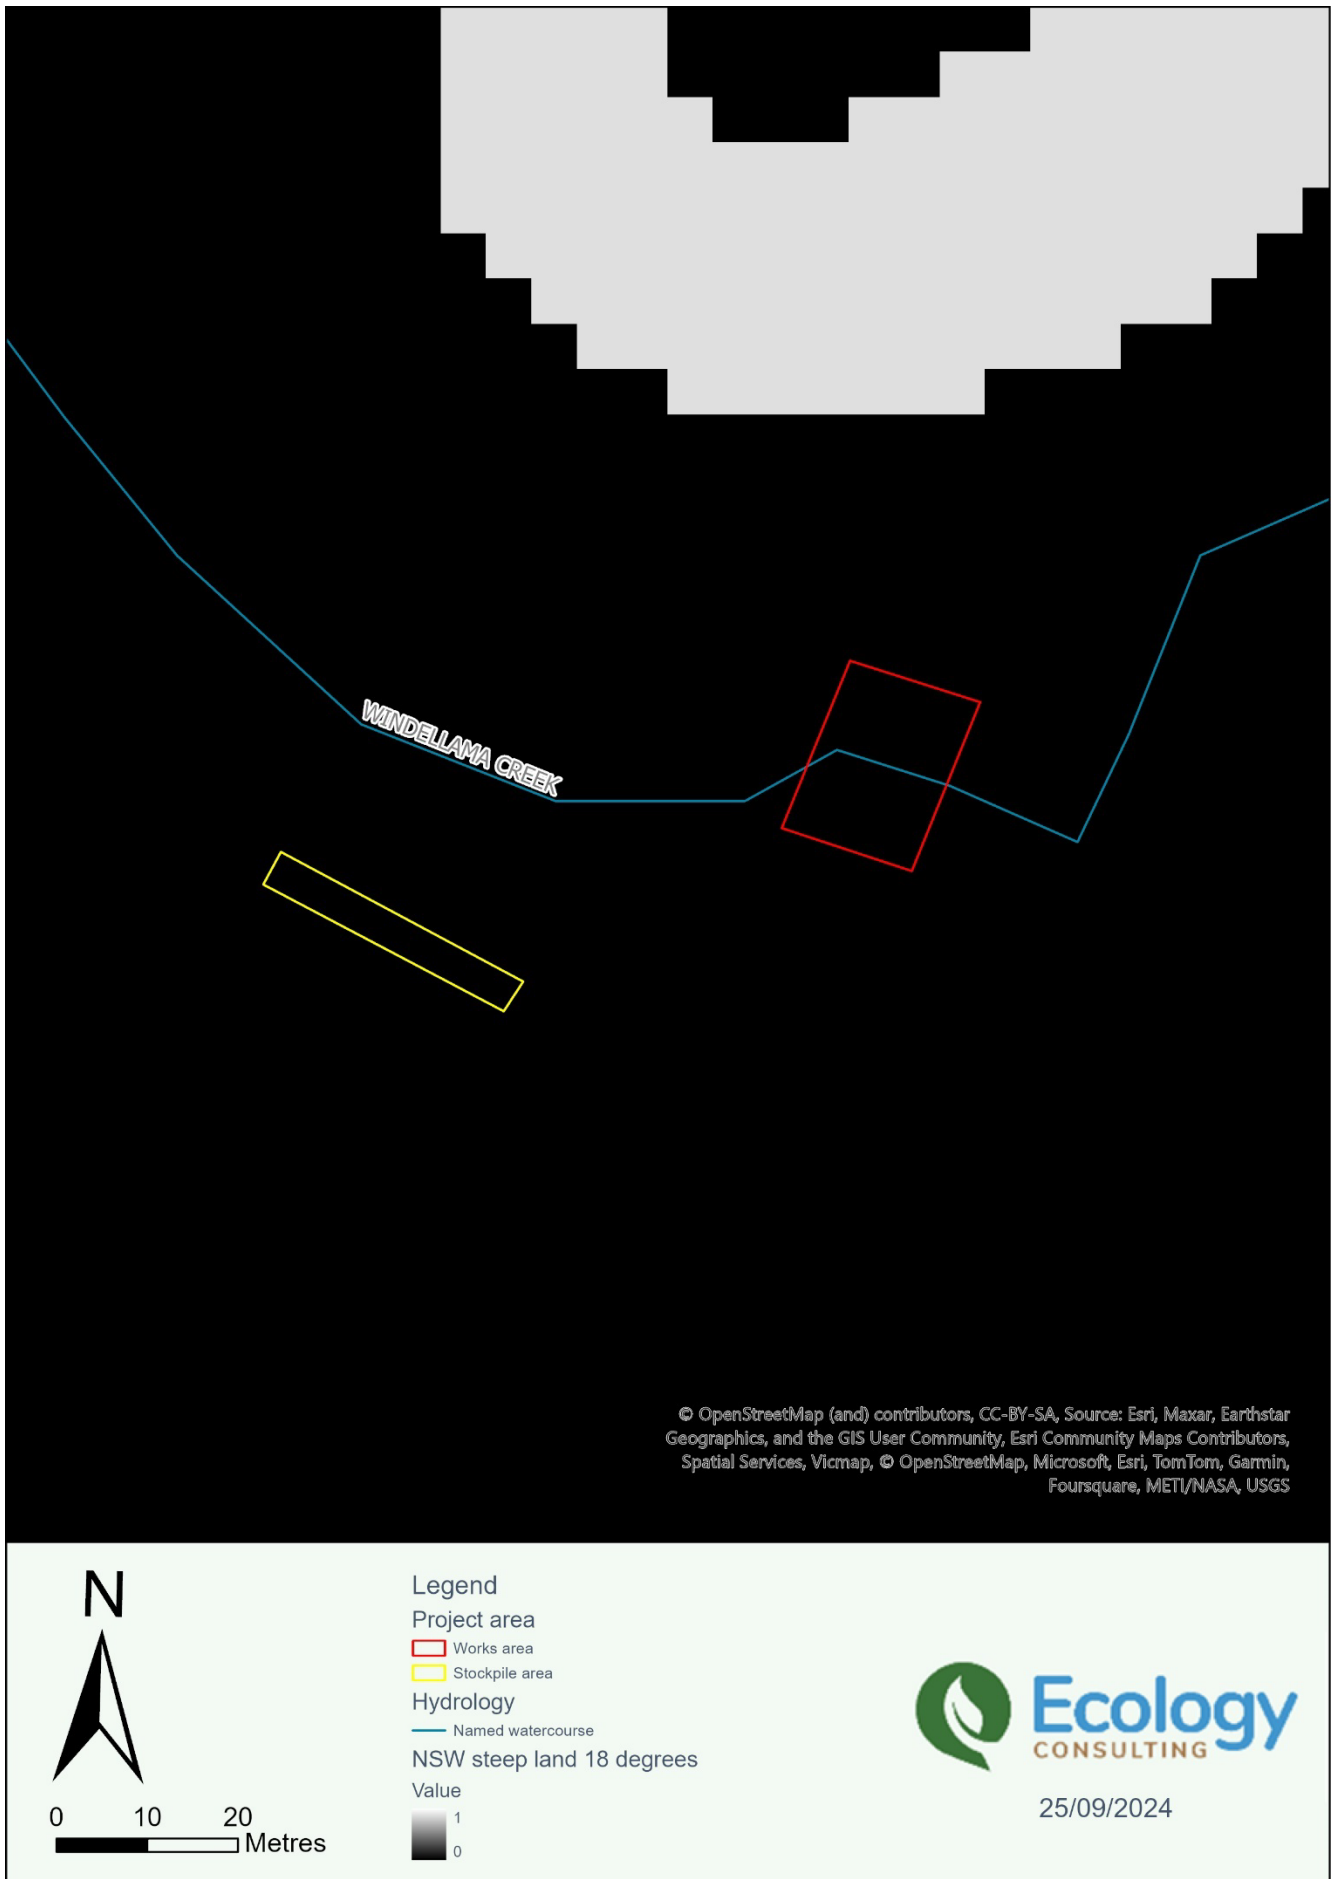 WINDELLAMA CREEK
© OpenStreetMap (and) contributors, CC-BY-SA, Source: Esri, Maxar, Earthstar
Geographics, and the GIS User Community, Esri Community Maps Contributors,
Spatial Services, Vicmap, © OpenStreetMap, Microsoft, Esri, TomTom, Garmin,
Foursquare, METI/NASA, USGS
N
0 10 20
Metres
Legend
Project area
Works area
Stockpile area
Hydrology
Named watercourse
NSW steep land 18 degrees
Value
1
0
Ecology
CONSULTING
25/09/2024